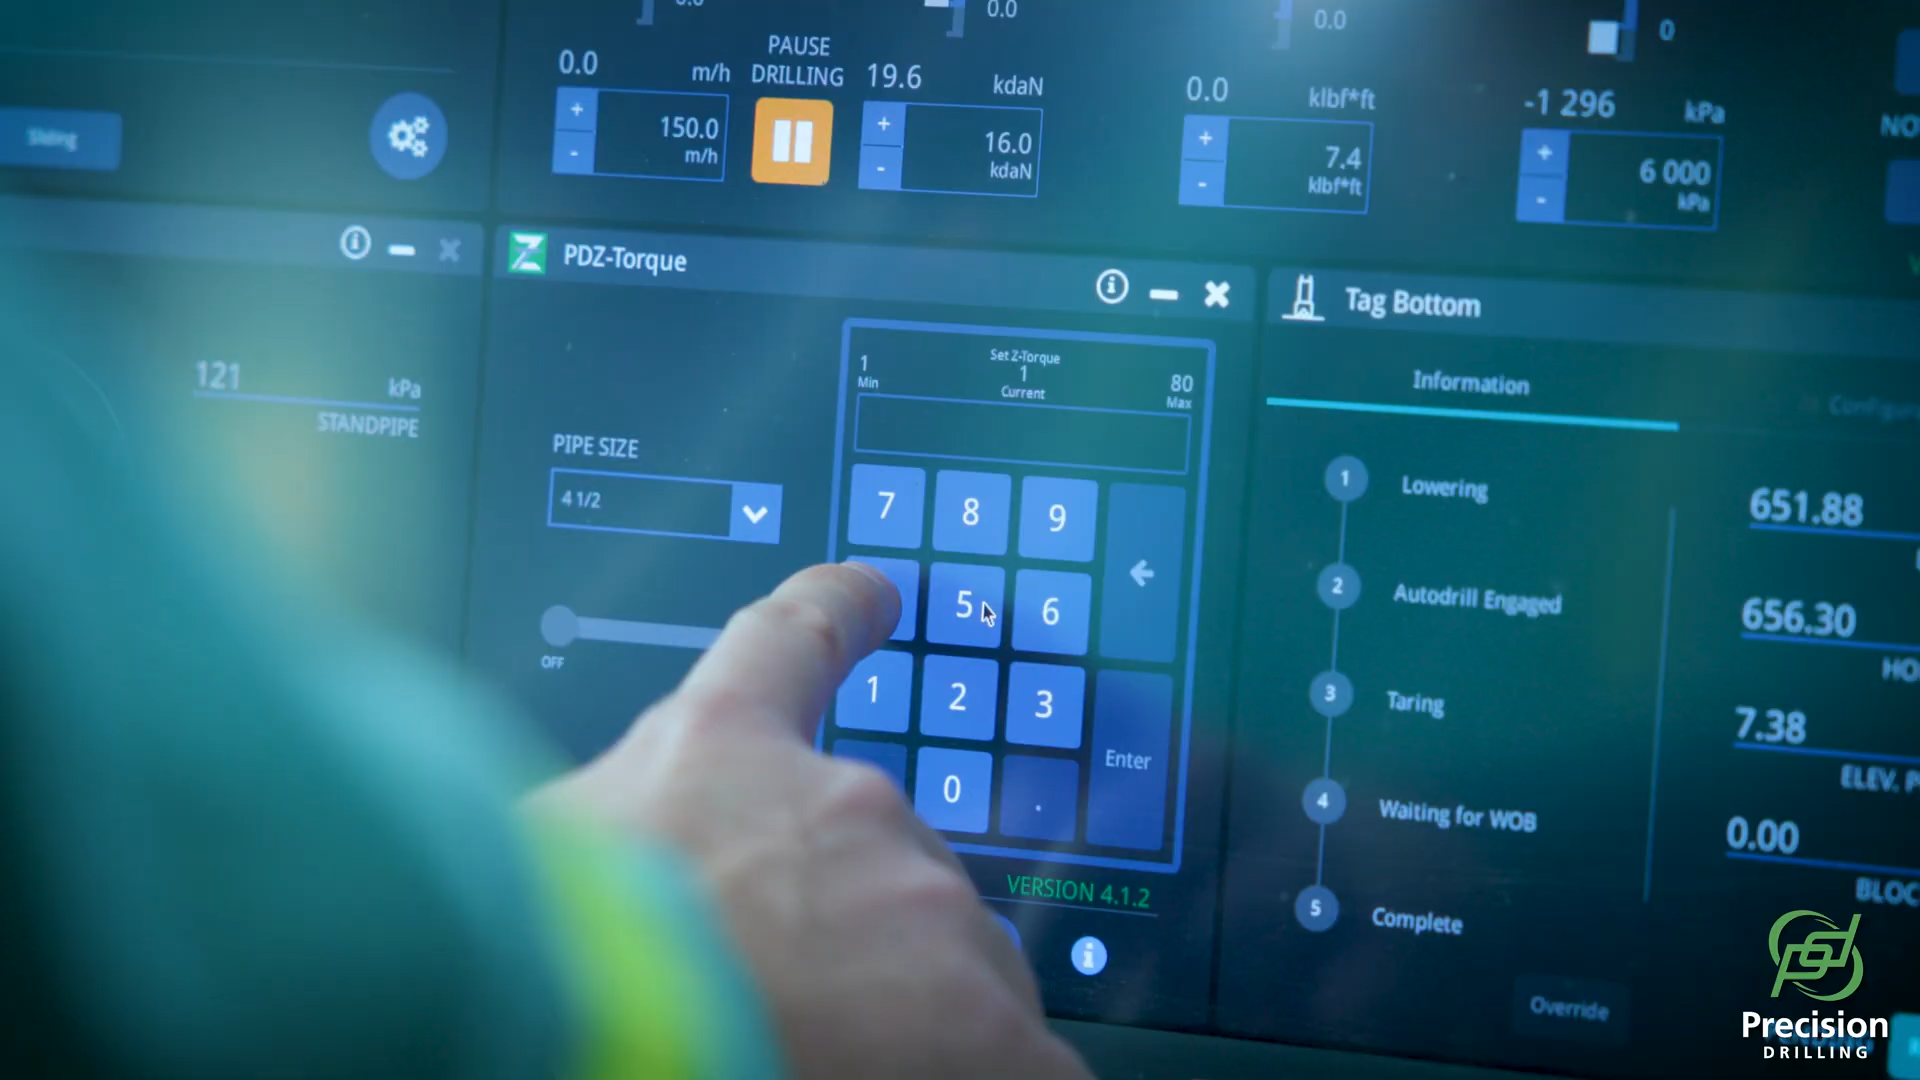 0.0
0.0
0
0.0 m/h
PAUSE
DRILLING
19.6 kdaN
0.0 klbf*ft
-1 296 kPa
+
-
150.0
m/h
+
-
16.0
kdaN
+
-
7.4
klbf*ft
+
-
6 000
kPa
Sliding
121 kPa
STANDPIPE
PDZ-Torque
PIPE SIZE
4 1/2
OFF
Set Z-Torque
1
Min
1
Current
80
Max
7 8 9
5 6
1 2 3
0 .
Enter
VERSION 4.1.2
Tag Bottom
Information
1 Lowering
2 Autodrill Engaged
3 Taring
4 Waiting for WOB
5 Complete
651.88
656.30
7.38
ELEV.
0.00
Override
Precision
DRILLING